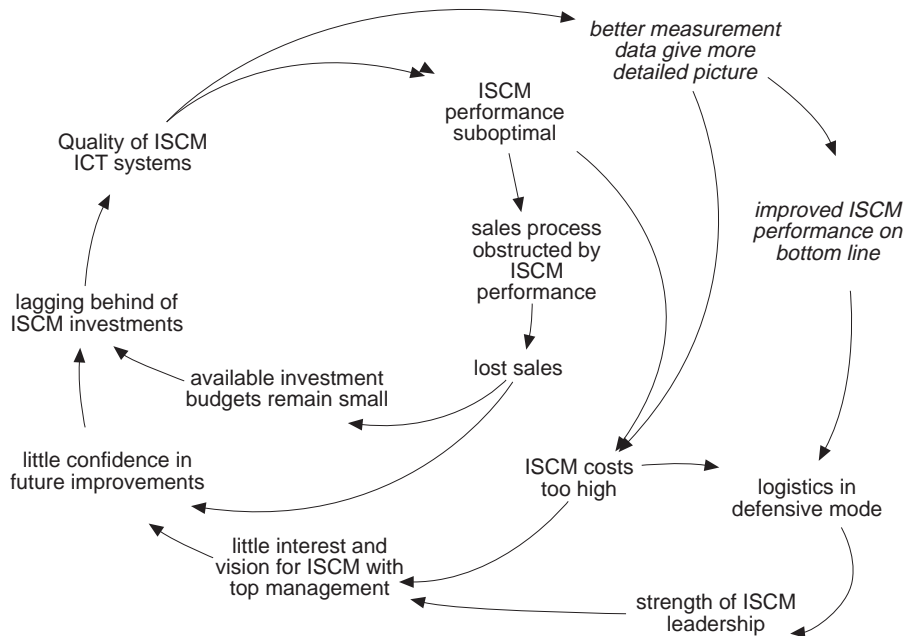 better measurement
data give more
detailed picture
ISCM
performance
suboptimal
Quality of ISCM
ICT systems
improved ISCM
performance on
bottom line
sales process
obstructed by
ISCM
performance
lagging behind of
ISCM investments
lost sales
available investment
budgets remain small
little confidence in
future improvements
ISCM costs
too high
logistics in
defensive mode
little interest and
vision for ISCM with
top management
strength of ISCM
leadership